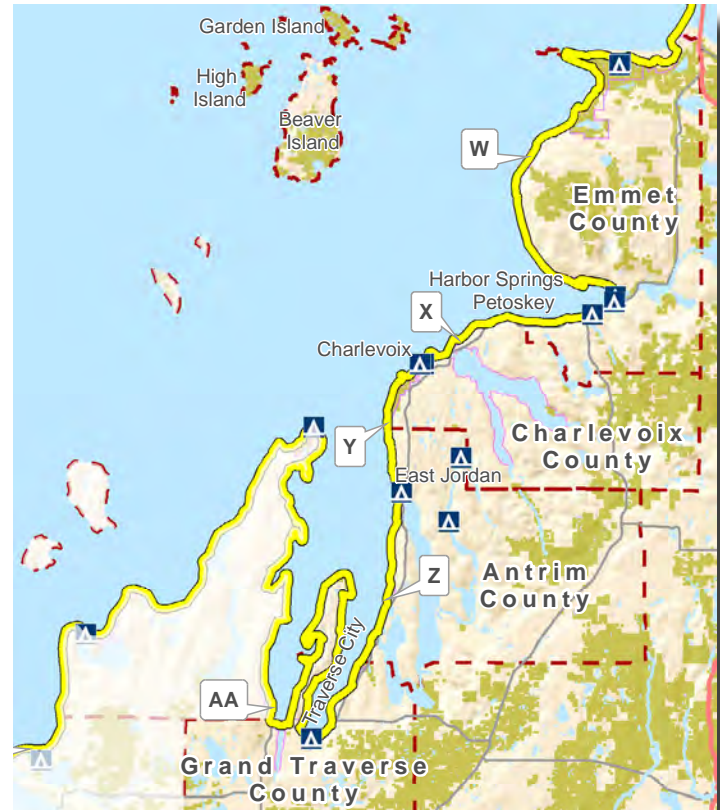 Garden Island
High
Island
Beaver
Island
W
Emmet
County
Harbor Springs
Petoskey
X
Charlevoix
Charlevoix
County
Y
East Jordan
Antrim
County
Z
Traverse City
AA
Grand Traverse
County